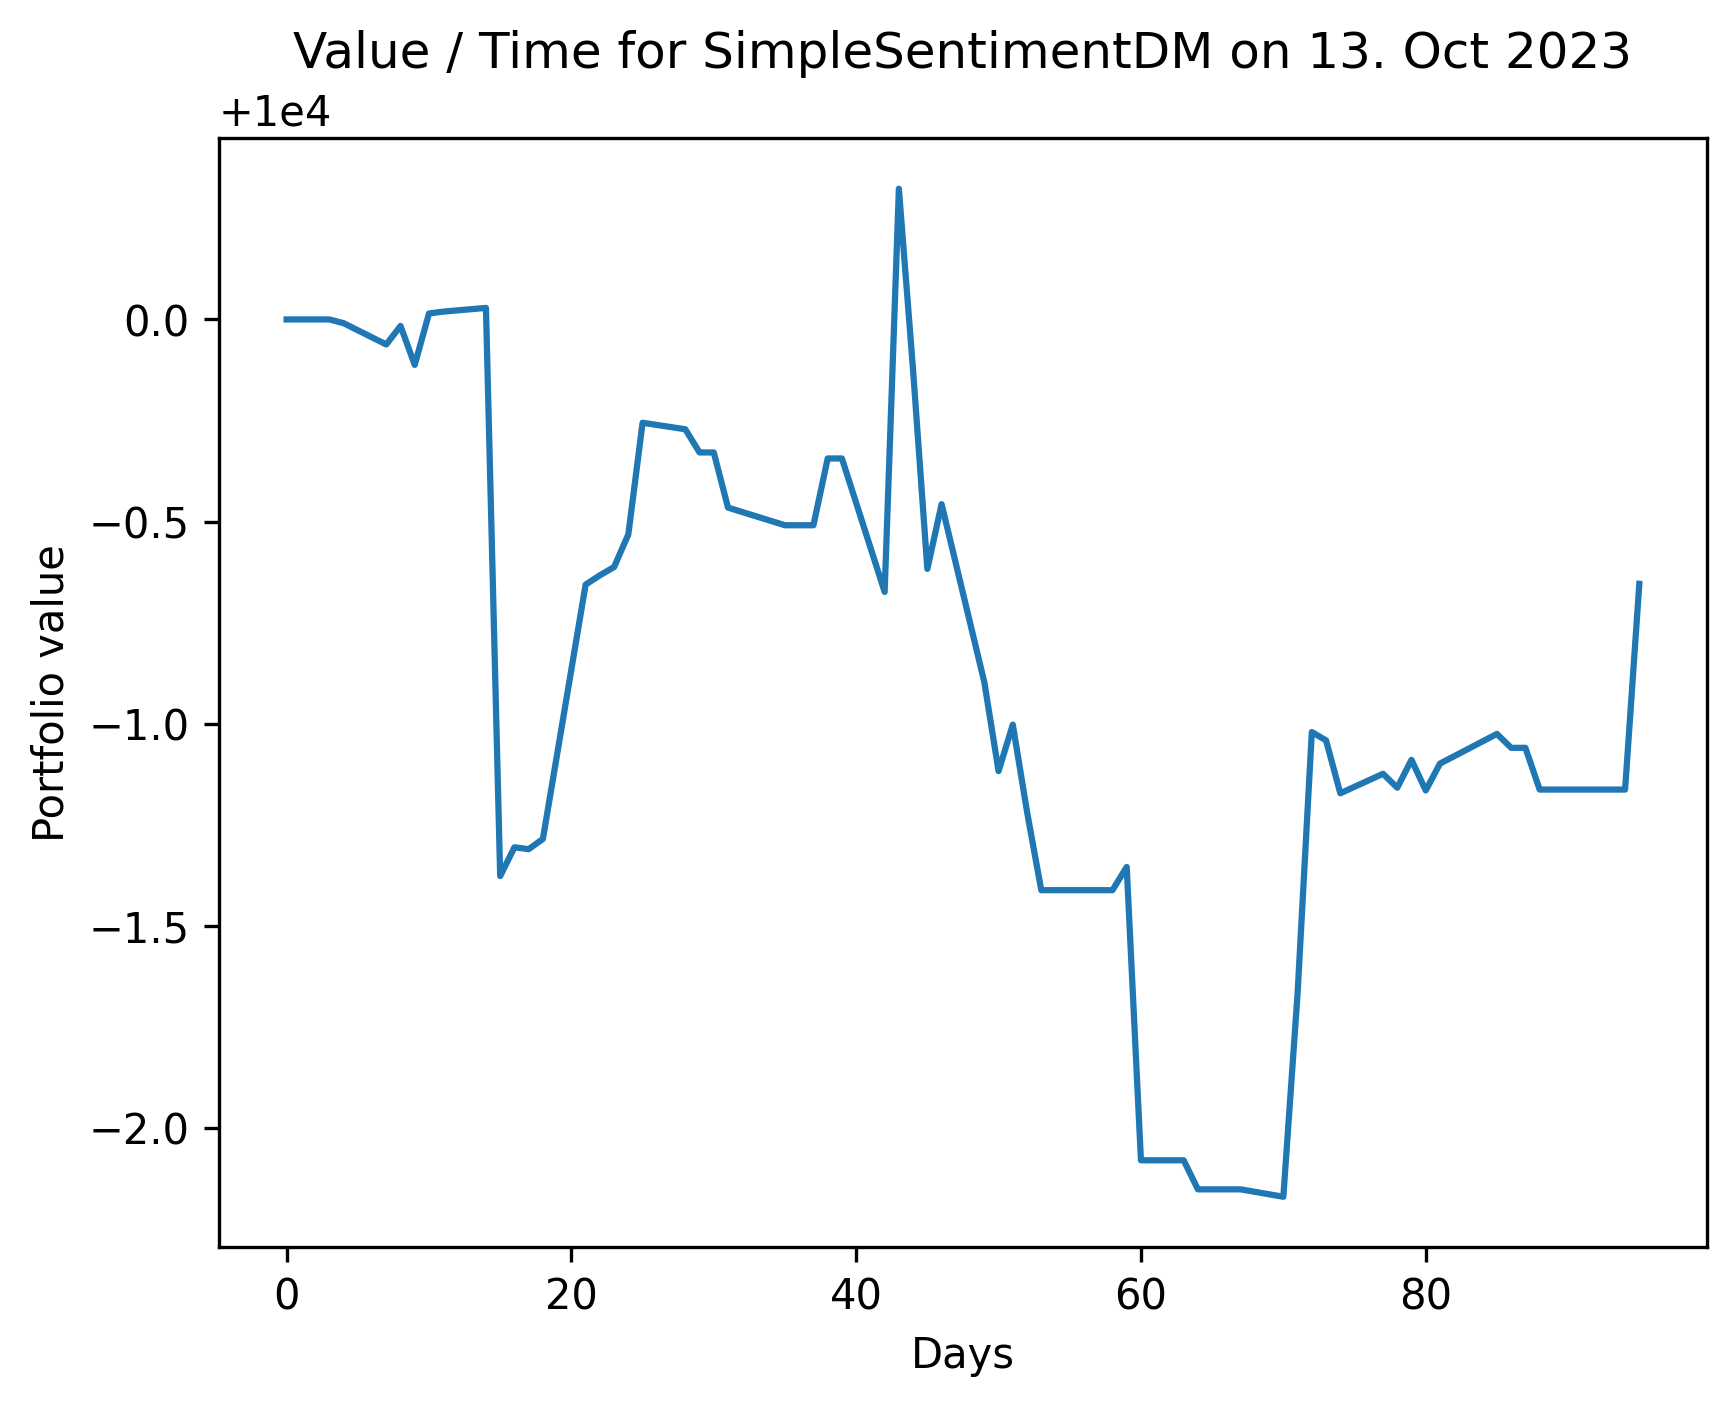 Value / Time for SimpleSentimentDM on 13. Oct 2023
+1e4
0.0
−0.5
−1.0
−1.5
−2.0
Portfolio value
0 20 40 60 80
Days